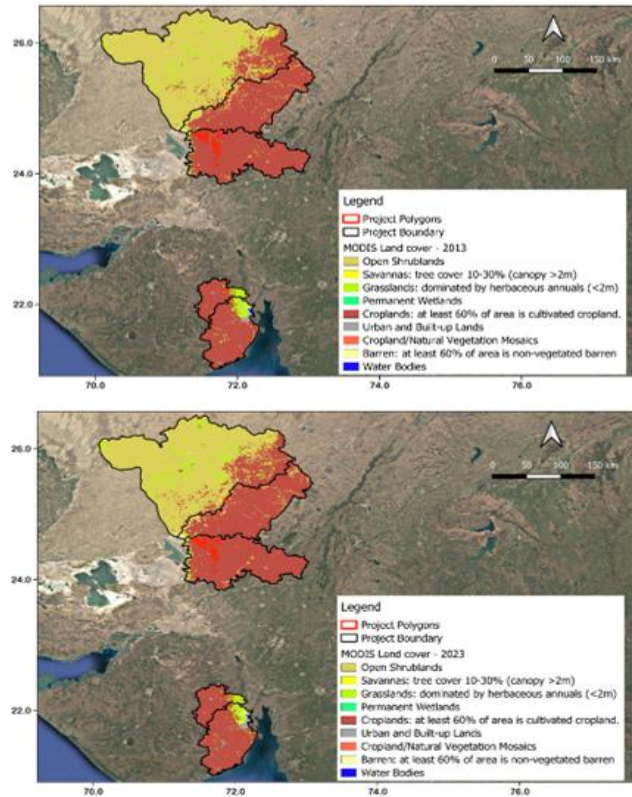 26.0
0 50 100 150 km
24.0
Legend
Project Polygons
Project Boundary
MODIS Land cover - 2013
Open Shrublands
Savannas: tree cover 10-30% (canopy >2m)
Grasslands: dominated by herbaceous annuals (<2m)
Permanent Wetlands
Croplands: at least 60% of area is cultivated cropland.
Urban and Built-up Lands
Cropland/Natural Vegetation Mosaics
Barren: at least 60% of area is non-vegetated barren
Water Bodies
22.0
70.0 72.0 74.0 76.0
26.0
0 50 100 150 km
24.0
Legend
Project Polygons
Project Boundary
MODIS Land cover - 2023
Open Shrublands
Savannas: tree cover 10-30% (canopy >2m)
Grasslands: dominated by herbaceous annuals (<2m)
Permanent Wetlands
Croplands: at least 60% of area is cultivated cropland.
Urban and Built-up Lands
Cropland/Natural Vegetation Mosaics
Barren: at least 60% of area is non-vegetated barren
Water Bodies
22.0
70.0 72.0 74.0 76.0